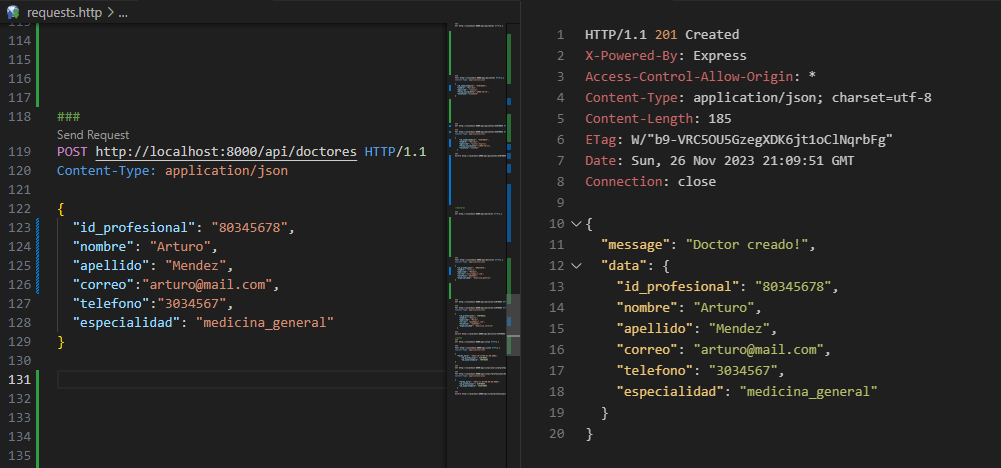 requests.http > ...
113
114
115
116
117
118 ###
Send Request
119 POST http://localhost:8000/api/doctores HTTP/1.1
120 Content-Type: application/json
121
122 {
123 "id_profesional": "80345678",
124 "nombre": "Arturo",
125 "apellido": "Mendez",
126 "correo":"arturo@mail.com",
127 "telefono":"3034567",
128 "especialidad": "medicina_general"
129 }
130
131
132
133
134
135
1 HTTP/1.1 201 Created
2 X-Powered-By: Express
3 Access-Control-Allow-Origin: *
4 Content-Type: application/json; charset=utf-8
5 Content-Length: 185
6 ETag: W/"b9-VRC5OU5GzegXDK6jt1oClNqrbFg"
7 Date: Sun, 26 Nov 2023 21:09:51 GMT
8 Connection: close
9
10 {
11 "message": "Doctor creado!",
12 "data": {
13 "id_profesional": "80345678",
14 "nombre": "Arturo",
15 "apellido": "Mendez",
16 "correo": "arturo@mail.com",
17 "telefono": "3034567",
18 "especialidad": "medicina_general"
19 }
20 }